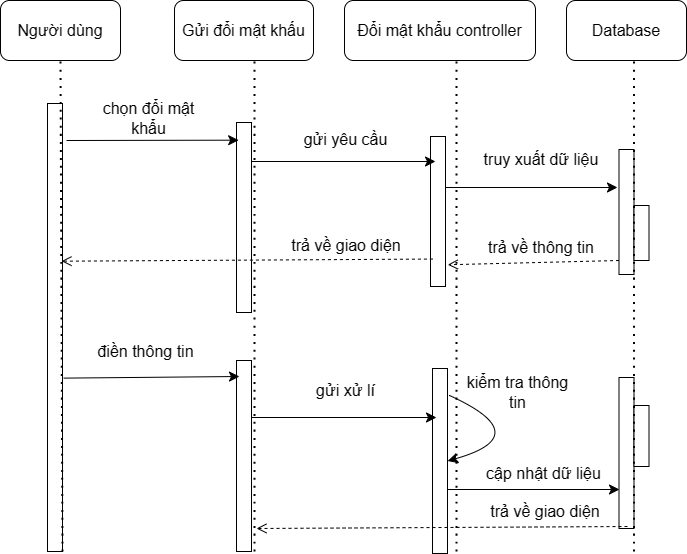 Người dùng
Gửi đổi mật khấu
Đổi mật khẩu controller
Database
chọn đổi mật
khẩu
gửi yêu cầu
truy xuất dữ liệu
trả về giao diện
trả về thông tin
điền thông tin
gửi xử lí
kiểm tra thông
tin
cập nhật dữ liệu
trả về giao diện